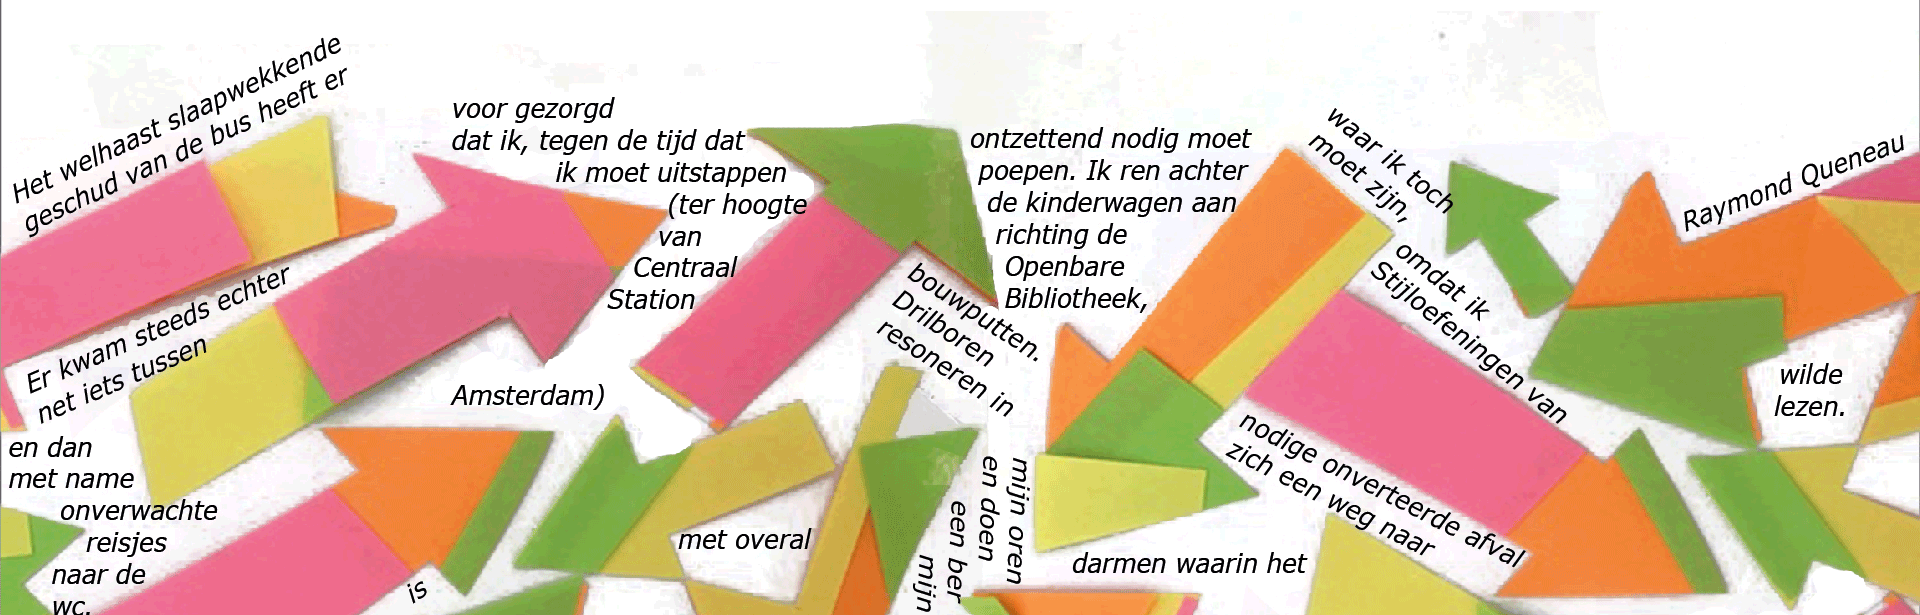 Het welhaast slaapwekkende
geschud van de bus heeft er
voor gezorgd
dat ik, tegen de tijd dat
ik moet uitstappen
(ter hoogte
van
Centraal
Station
Amsterdam)
ontzettend nodig moet
poepen. Ik ren achter
de kinderwagen aan
richting de
Openbare
Bibliotheek,
waar ik toch
moet zijn,
omdat ik
Stijloefeningen van
Raymond Queneau
wilde
lezen.
Er kwam steeds echter
net iets tussen
en dan
met name
onverwachte
reisjes
naar de
wc.
is
met overal
bouwputten.
Drilboren
resoneren in
mijn oren
en doen
een ber
mijn
darmen waarin het
nodige onverteerde afval
zich een weg naar